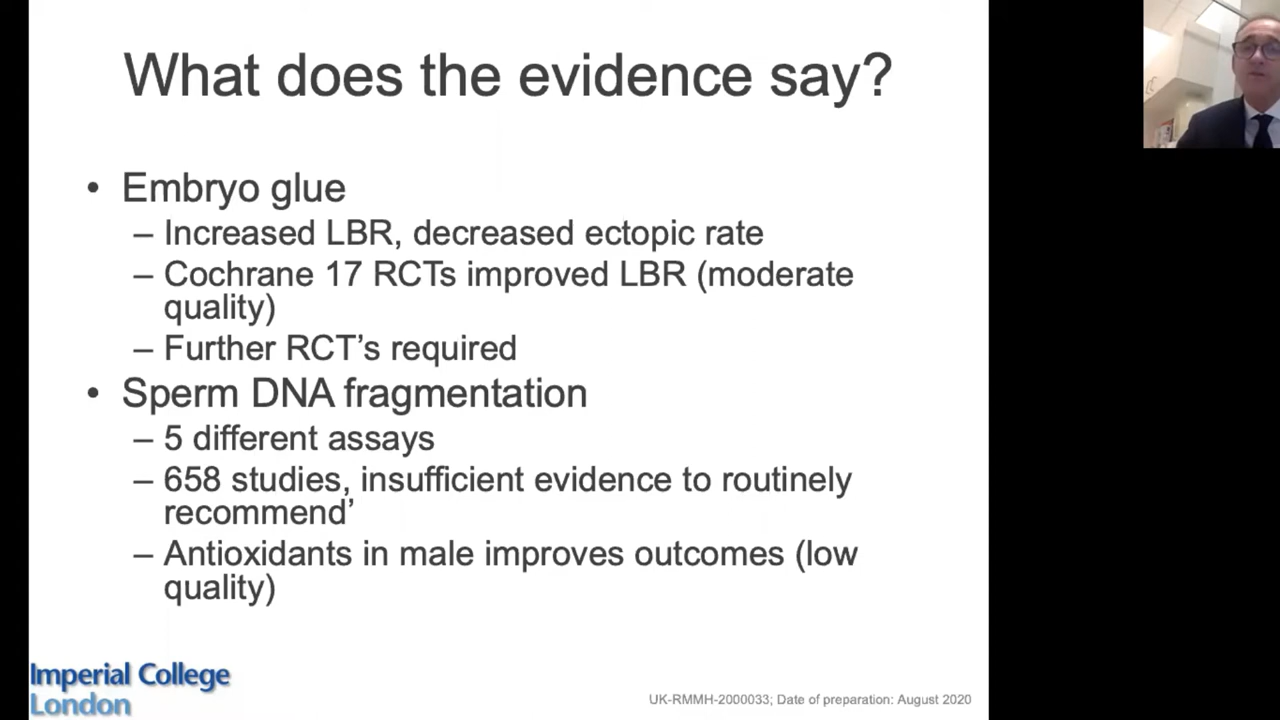 What does the evidence say?
• Embryo glue
– Increased LBR, decreased ectopic rate
– Cochrane 17 RCTs improved LBR (moderate
quality)
– Further RCT’s required
• Sperm DNA fragmentation
– 5 different assays
– 658 studies, insufficient evidence to routinely
recommend’
– Antioxidants in male improves outcomes (low
quality)
Imperial College
London
UK-RMMH-2000033; Date of preparation: August 2020